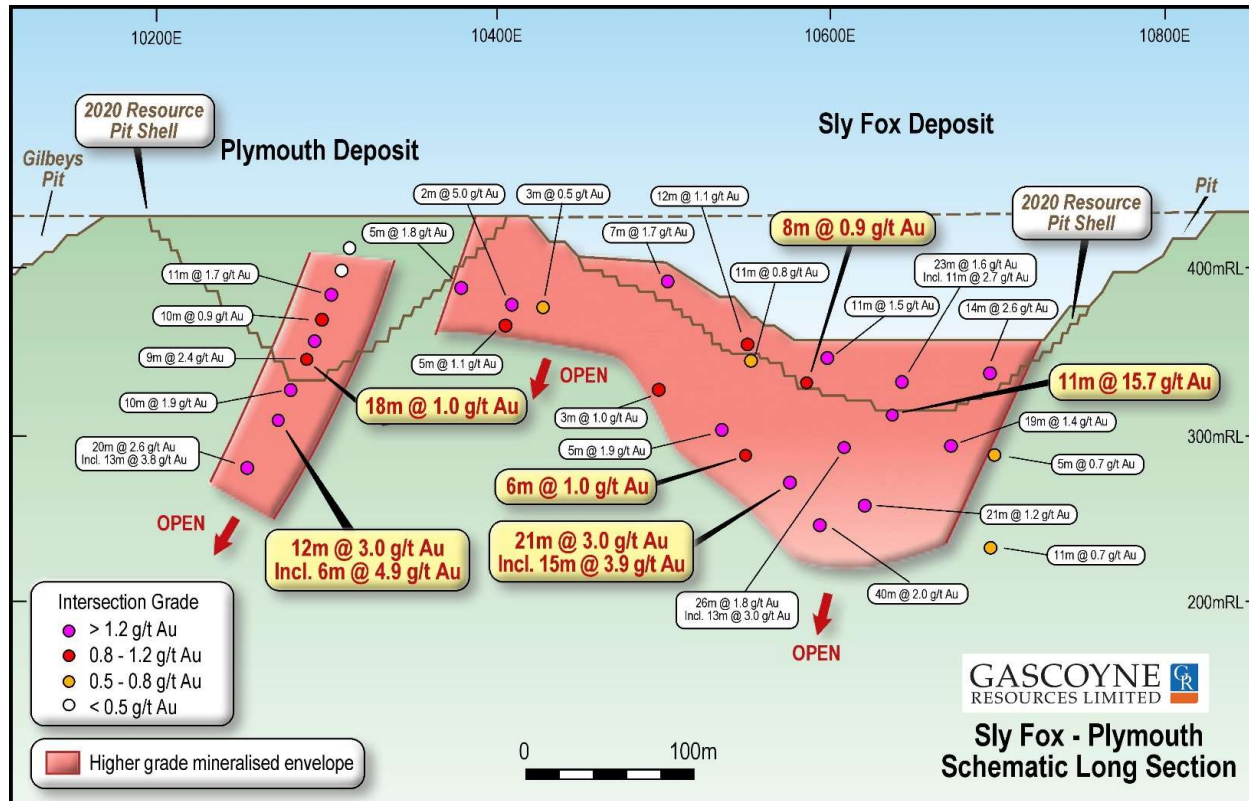 10200E
10400E
10600E
10800E
2020 Resource
Pit Shell
Gilbeys
Pit
Plymouth Deposit
Sly Fox Deposit
Pit
2020 Resource
Pit Shell
2m @ 5.0 g/t Au
3m @ 0.5 g/t Au
12m @ 1.1 g/t Au
5m @ 1.8 g/t Au
7m @ 1.7 g/t Au
8m @ 0.9 g/t Au
11m @ 0.8 g/t Au
23m @ 1.6 g/t Au
Incl. 11m @ 2.7 g/t Au
400mRL
11m @ 1.7 g/t Au
10m @ 0.9 g/t Au
9m @ 2.4 g/t Au
10m @ 1.9 g/t Au
20m @ 2.6 g/t Au
Incl. 13m @ 3.8 g/t Au
18m @ 1.0 g/t Au
5m @ 1.1 g/t Au
OPEN
11m @ 1.5 g/t Au
14m @ 2.6 g/t Au
11m @ 15.7 g/t Au
3m @ 1.0 g/t Au
5m @ 1.9 g/t Au
19m @ 1.4 g/t Au
300mRL
5m @ 0.7 g/t Au
6m @ 1.0 g/t Au
21m @ 1.2 g/t Au
OPEN
12m @ 3.0 g/t Au
Incl. 6m @ 4.9 g/t Au
21m @ 3.0 g/t Au
Incl. 15m @ 3.9 g/t Au
11m @ 0.7 g/t Au
26m @ 1.8 g/t Au
Incl. 13m @ 3.0 g/t Au
40m @ 2.0 g/t Au
200mRL
OPEN
Intersection Grade
> 1.2 g/t Au
0.8 - 1.2 g/t Au
0.5 - 0.8 g/t Au
< 0.5 g/t Au
Higher grade mineralised envelope
0
100m
GASCOYNE
RESOURCES LIMITED
GR
Sly Fox - Plymouth
Schematic Long Section